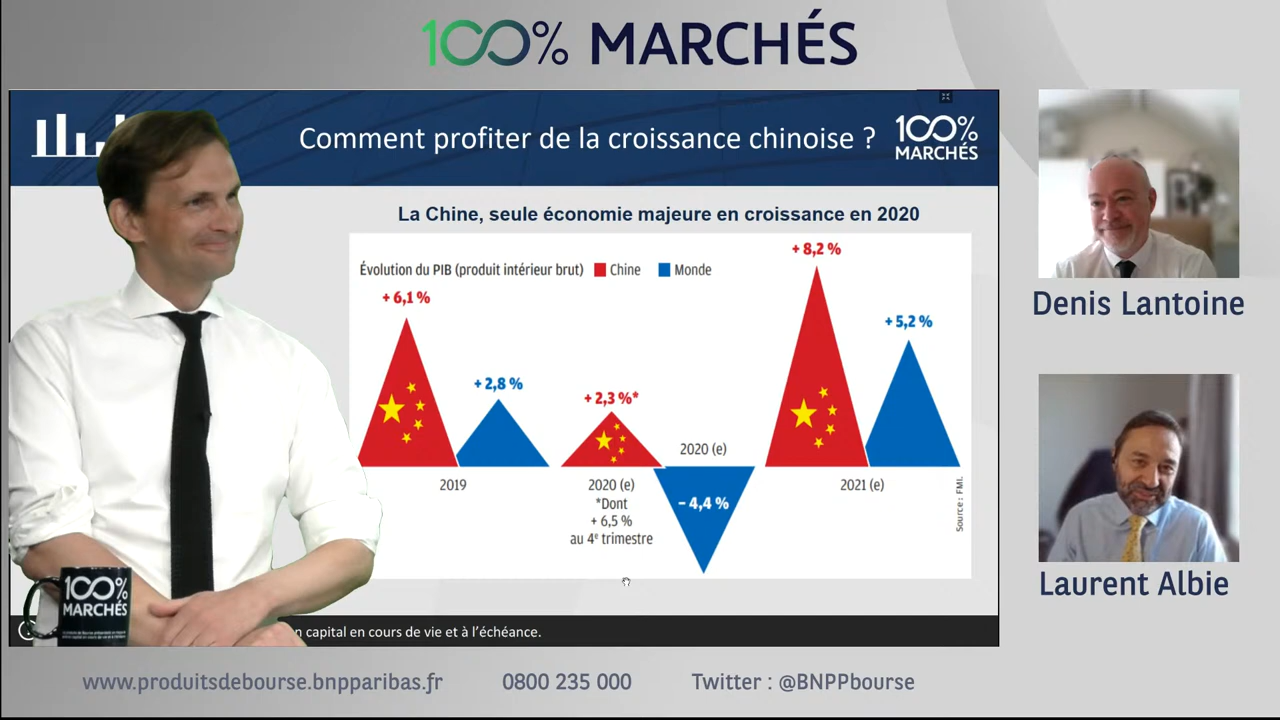 100% MARCHÉS
Comment profiter de la croissance chinoise ?
100%
MARCHÉS
La Chine, seule économie majeure en croissance en 2020
Évolution du PIB (produit intérieur brut) Chine Monde
+ 6,1 %
+ 2,8 %
2019
+ 2,3 %*
2020 (e)
*Dont
+ 6,5 %
au 4e trimestre
2020 (e)
– 4,4 %
+ 8,2 %
+ 5,2 %
2021 (e)
Source : FMI.
Denis Lantoine
Laurent Albie
100%
MARCHÉS
capital en cours de vie et à l'échéance.
www.produitsdebourse.bnpparibas.fr 0800 235 000 Twitter : @BNPPbourse